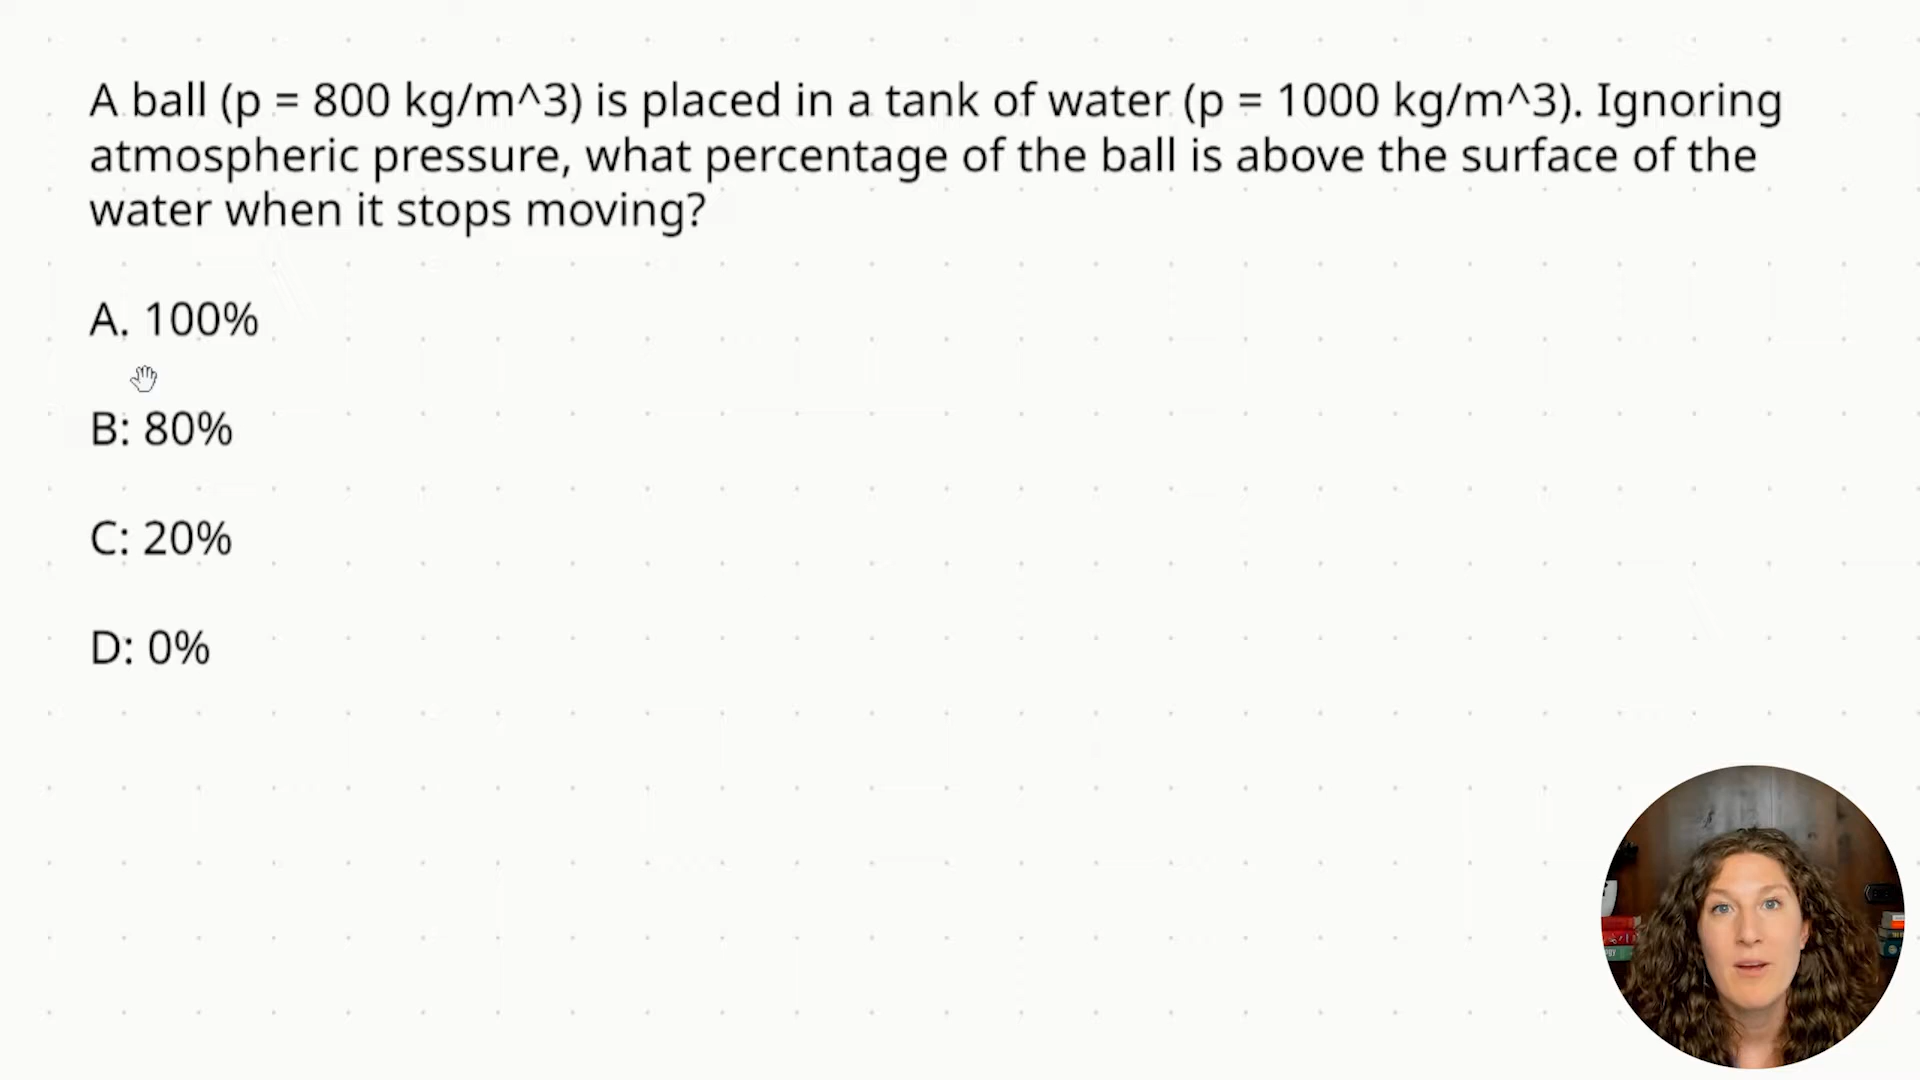 A ball (p = 800 kg/m^3) is placed in a tank of water (p = 1000 kg/m^3). Ignoring
atmospheric pressure, what percentage of the ball is above the surface of the
water when it stops moving?
A. 100%
B: 80%
C: 20%
D: 0%